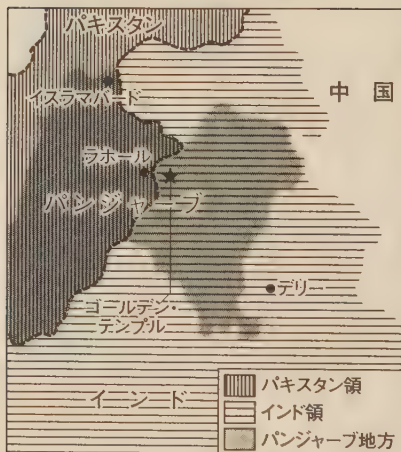 パキスタン
イスラマバード
中国
ラホール
パンジャーブ
デリー
ゴールデン・
テンプル
インド
パキスタン領
インド領
パンジャーブ地方